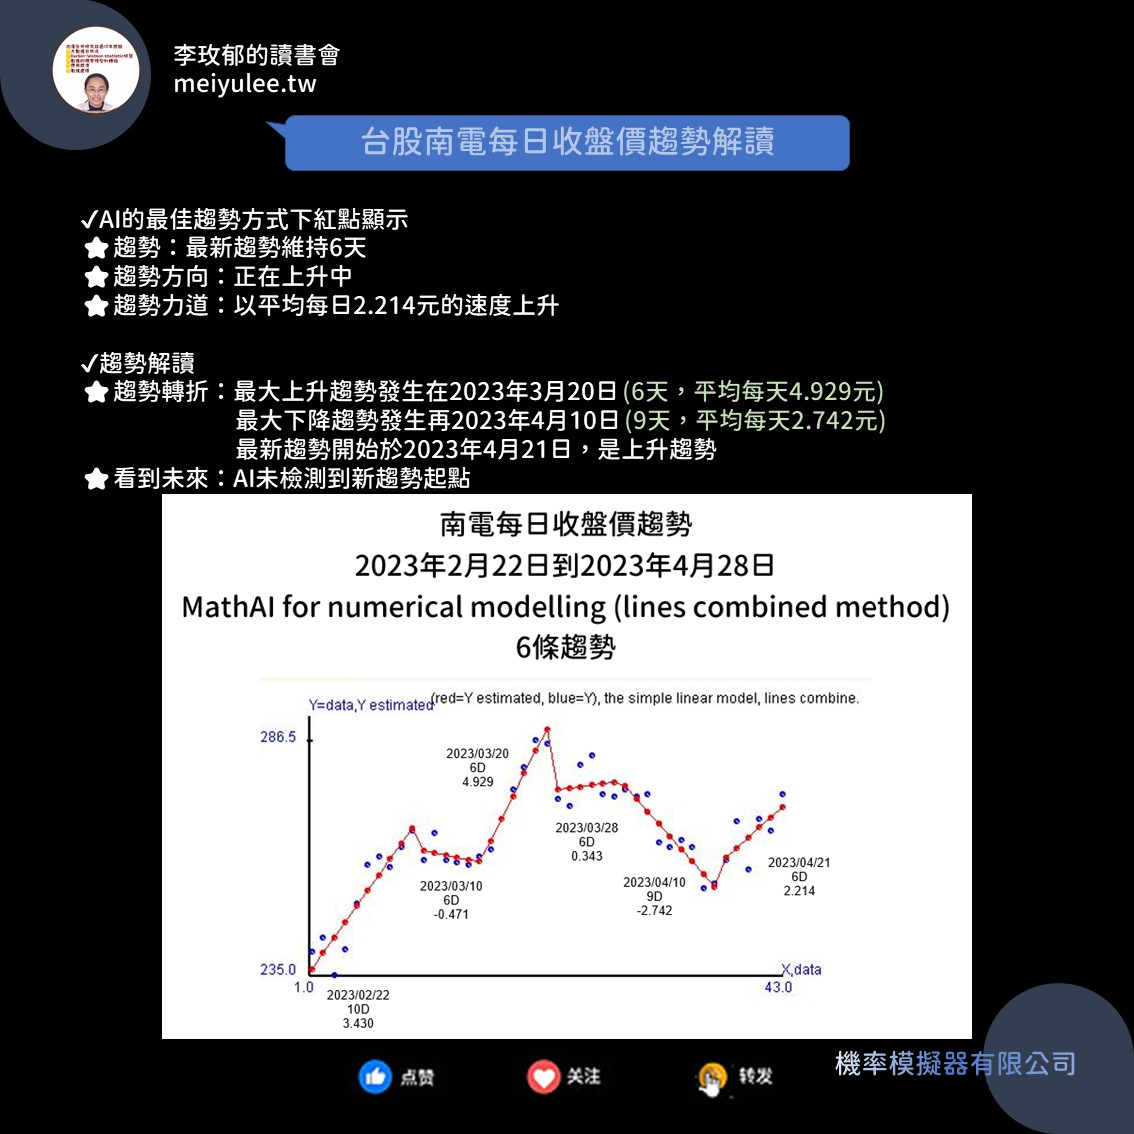 李玫郁的讀書會
meiyulee.tw
台股南電每日收盤價趨勢解讀
✓AI的最佳趨勢方式下紅點顯示
★趨勢：最新趨勢維持6天
★趨勢方向：正在上升中
★趨勢力道：以平均每日2.214元的速度上升
✓趨勢解讀
★趨勢轉折：最大上升趨勢發生在2023年3月20日(6天，平均每天4.929元)
最大下降趨勢發生再2023年4月10日(9天，平均每天2.742元)
最新趨勢開始於2023年4月21日，是上升趨勢
★看到未來：AI未檢測到新趨勢起點
南電每日收盤價趨勢
2023年2月22日到2023年4月28日
MathAI for numerical modelling (lines combined method)
6條趨勢
Y=data,Y estimated
(red=Y estimated, blue=Y), the simple linear model, lines combine.
286.5
2023/03/20
6D
4.929
2023/03/28
6D
0.343
2023/04/21
6D
2.214
2023/03/10
6D
-0.471
2023/04/10
9D
-2.742
235.0
X,data
1.0
43.0
2023/02/22
10D
3.430
機率模擬器有限公司
点赞
关注
转发